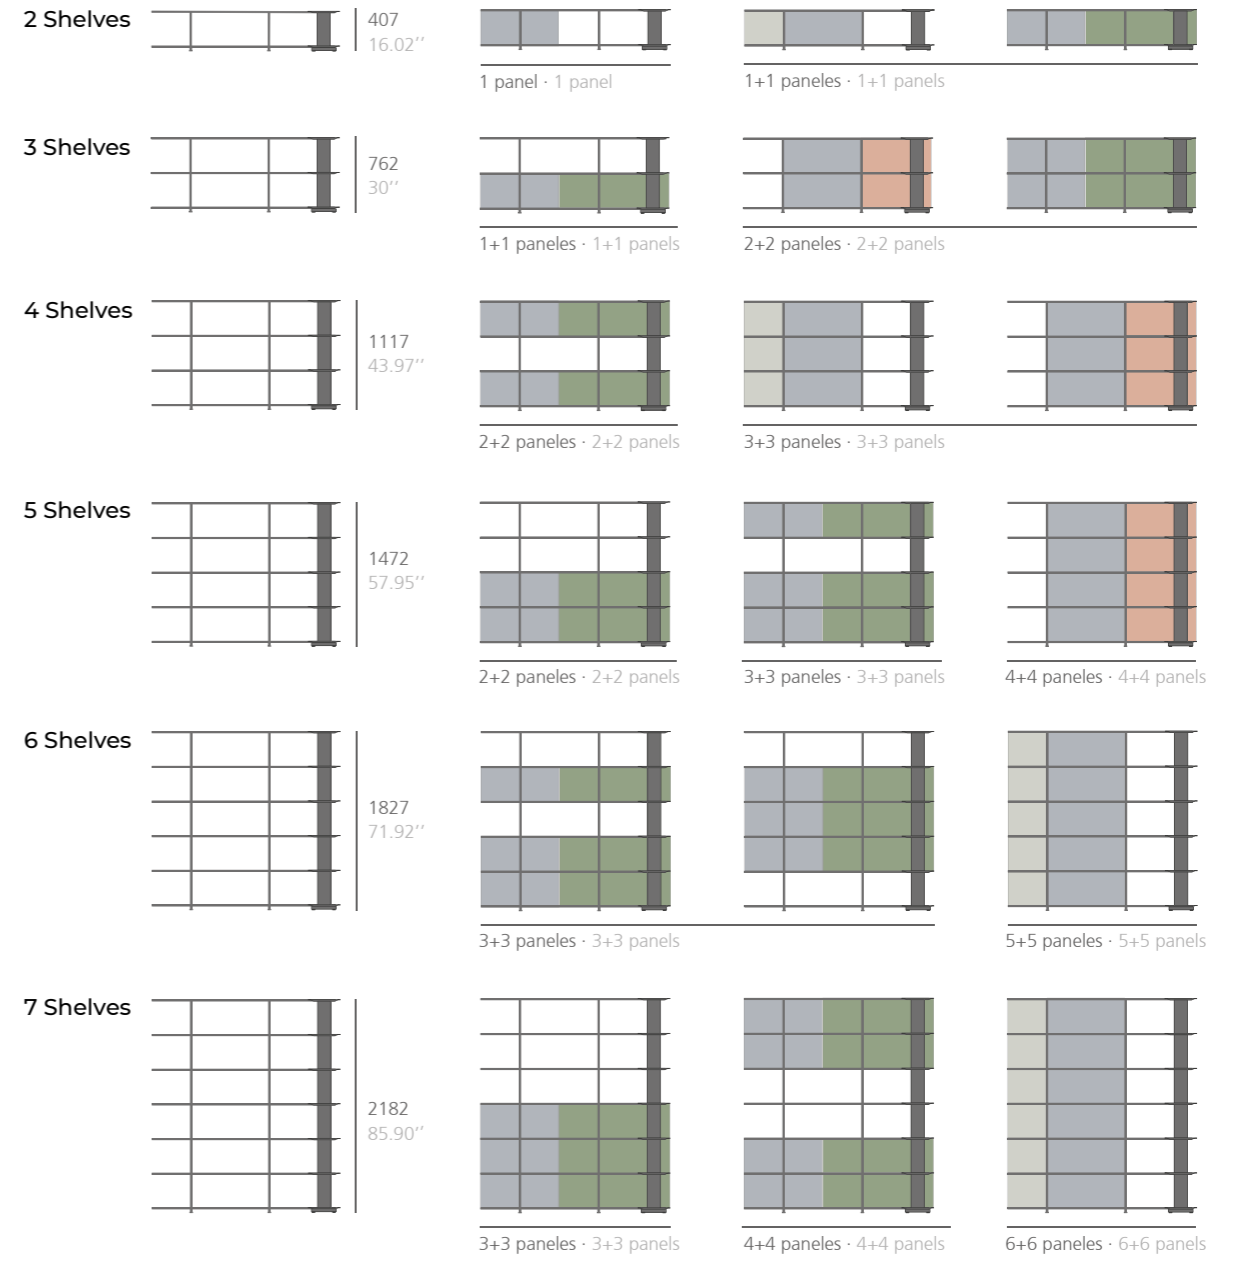 2 Shelves
407
16.02’’
1 panel · 1 panel
1+1 paneles · 1+1 panels
3 Shelves
762
30’’
1+1 paneles · 1+1 panels
2+2 paneles · 2+2 panels
4 Shelves
1117
43.97’’
2+2 paneles · 2+2 panels
3+3 paneles · 3+3 panels
5 Shelves
1472
57.95’’
2+2 paneles · 2+2 panels
3+3 paneles · 3+3 panels
4+4 paneles · 4+4 panels
6 Shelves
1827
71.92’’
3+3 paneles · 3+3 panels
5+5 paneles · 5+5 panels
7 Shelves
2182
85.90’’
3+3 paneles · 3+3 panels
4+4 paneles · 4+4 panels
6+6 paneles · 6+6 panels